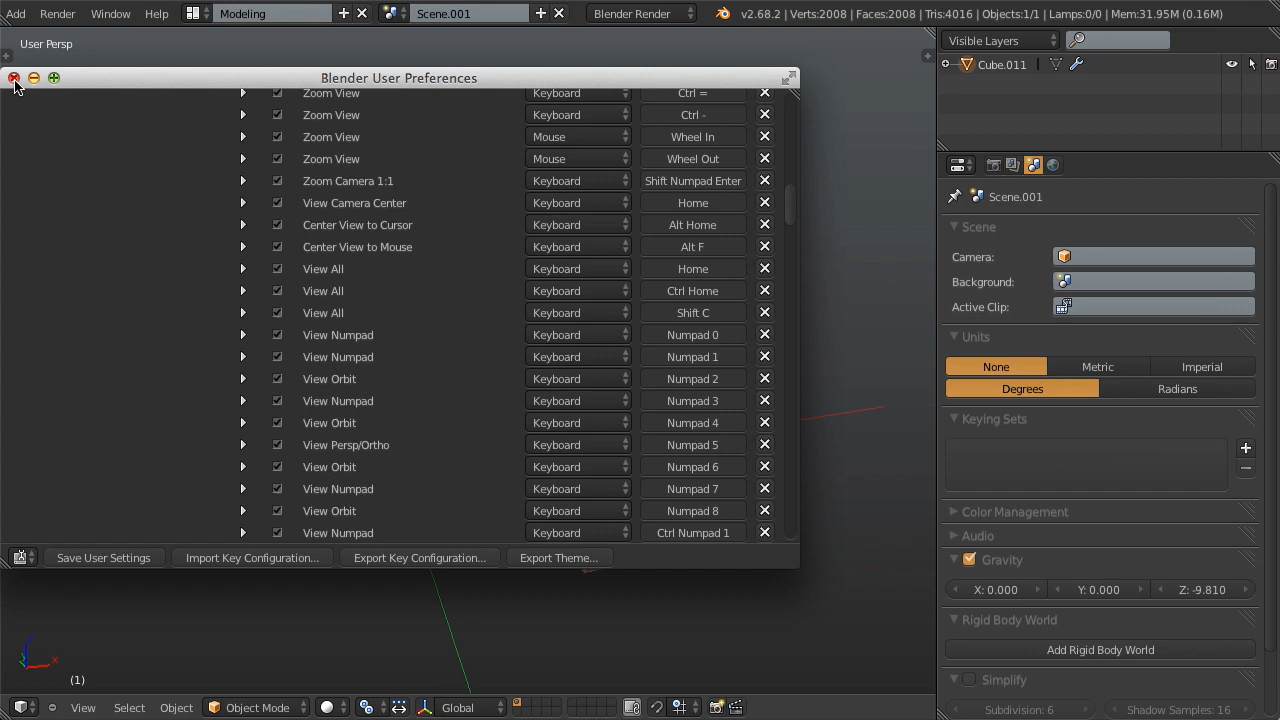 Add Render Window Help Modeling Scene.001 Blender Render v2.68.2 | Verts:2008 | Faces:2008 | Tris:4016 | Objects:1/1 | Lamps:0/0 | Mem:31.95M (0.16M)
User Persp
Visible Layers
Cube.011
Blender User Preferences
Zoom View Keyboard Ctrl =
Zoom View Keyboard Ctrl -
Zoom View Mouse Wheel In
Zoom View Mouse Wheel Out
Zoom Camera 1:1 Keyboard Shift Numpad Enter
View Camera Center Keyboard Home
Center View to Cursor Keyboard Alt Home
Center View to Mouse Keyboard Alt F
View All Keyboard Home
View All Keyboard Ctrl Home
View All Keyboard Shift C
View Numpad Keyboard Numpad 0
View Numpad Keyboard Numpad 1
View Orbit Keyboard Numpad 2
View Numpad Keyboard Numpad 3
View Orbit Keyboard Numpad 4
View Persp/Ortho Keyboard Numpad 5
View Orbit Keyboard Numpad 6
View Numpad Keyboard Numpad 7
View Orbit Keyboard Numpad 8
View Numpad Keyboard Ctrl Numpad 1
Save User Settings Import Key Configuration... Export Key Configuration... Export Theme...
Scene.001
Scene
Camera:
Background:
Active Clip:
Units
None Metric Imperial
Degrees Radians
Keying Sets
Color Management
Audio
Gravity
X: 0.000 Y: 0.000 Z: -9.810
Rigid Body World
Add Rigid Body World
Simplify
Subdivision: 6 Shadow Samples: 16
x
(1)
View Select Object Object Mode Global